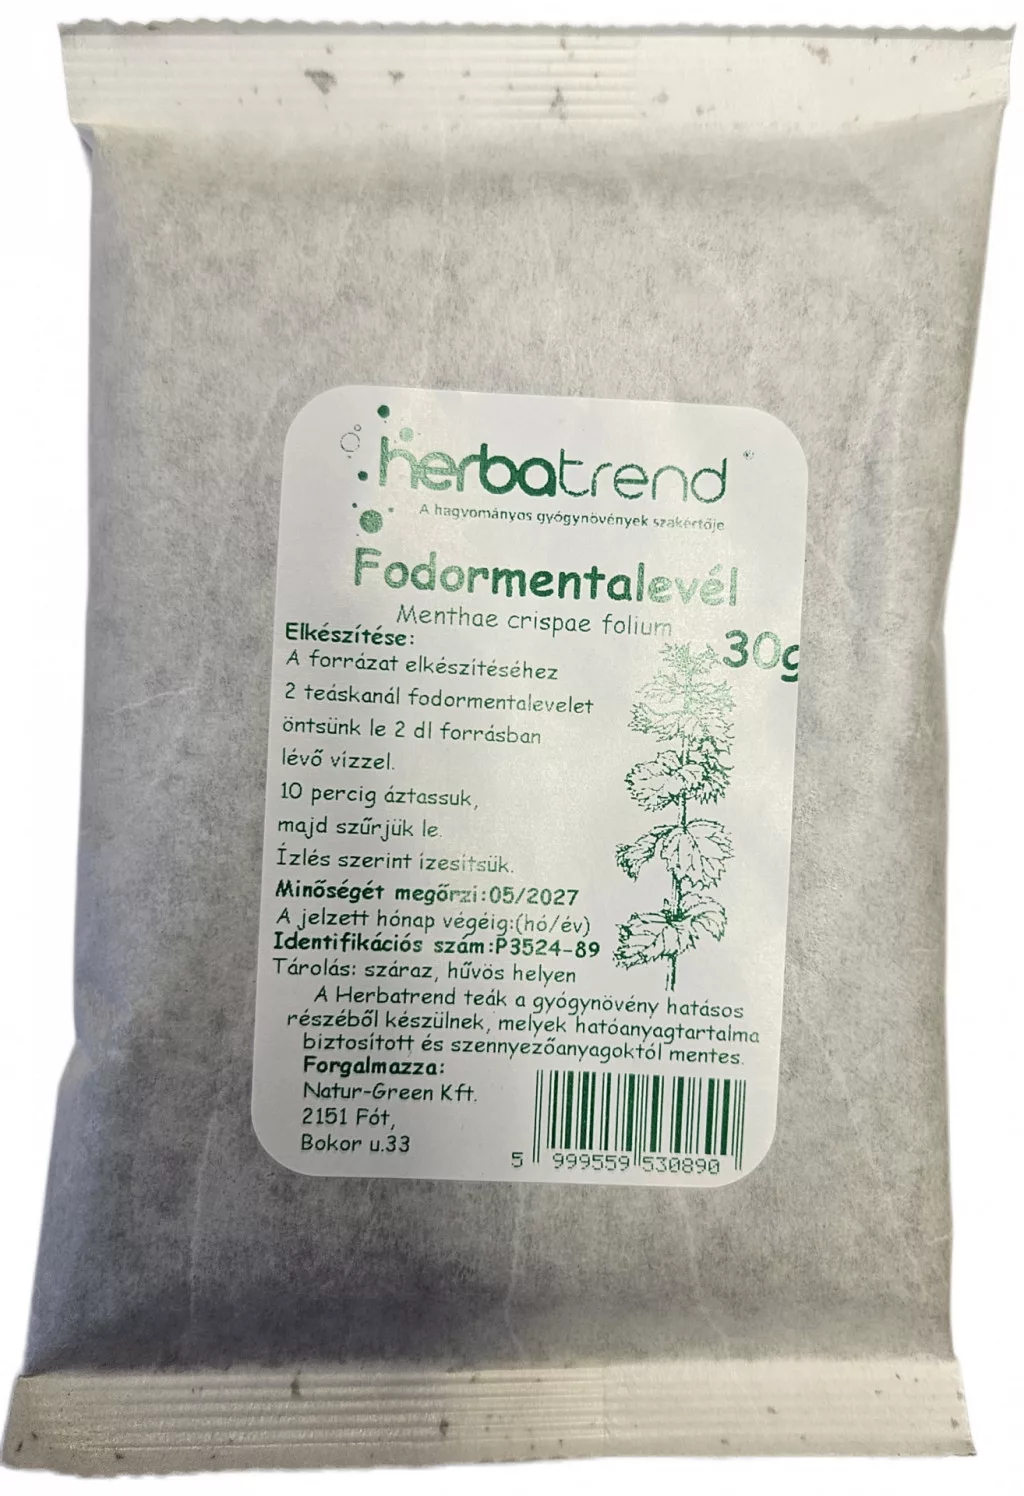 herbatrend
A hagyományos gyógynövények szakértője
Fodormentalevél
Menthae crispae folium
30g
Elkészítése:
A forrázat elkészítéséhez
2 teáskanál fodormentalevelet
öntsünk le 2 dl forrásban
lévő vízzel.
10 percig áztassuk,
majd szűrjük le.
Ízlés szerint ízesítsük.
Minőségét megőrzi:05/2027
A jelzett hónap végéig:(hó/év)
Identifikációs szám:P3524-89
Tárolás: száraz, hűvös helyen
A Herbatrend teák a gyógynövény hatásos
részéből készülnek, melyek hatóanyagtartalma
biztosított és szennyezőanyagoktól mentes.
Forgalmazza:
Natur-Green Kft.
2151 Fót,
Bokor u.33
5 999559 530890